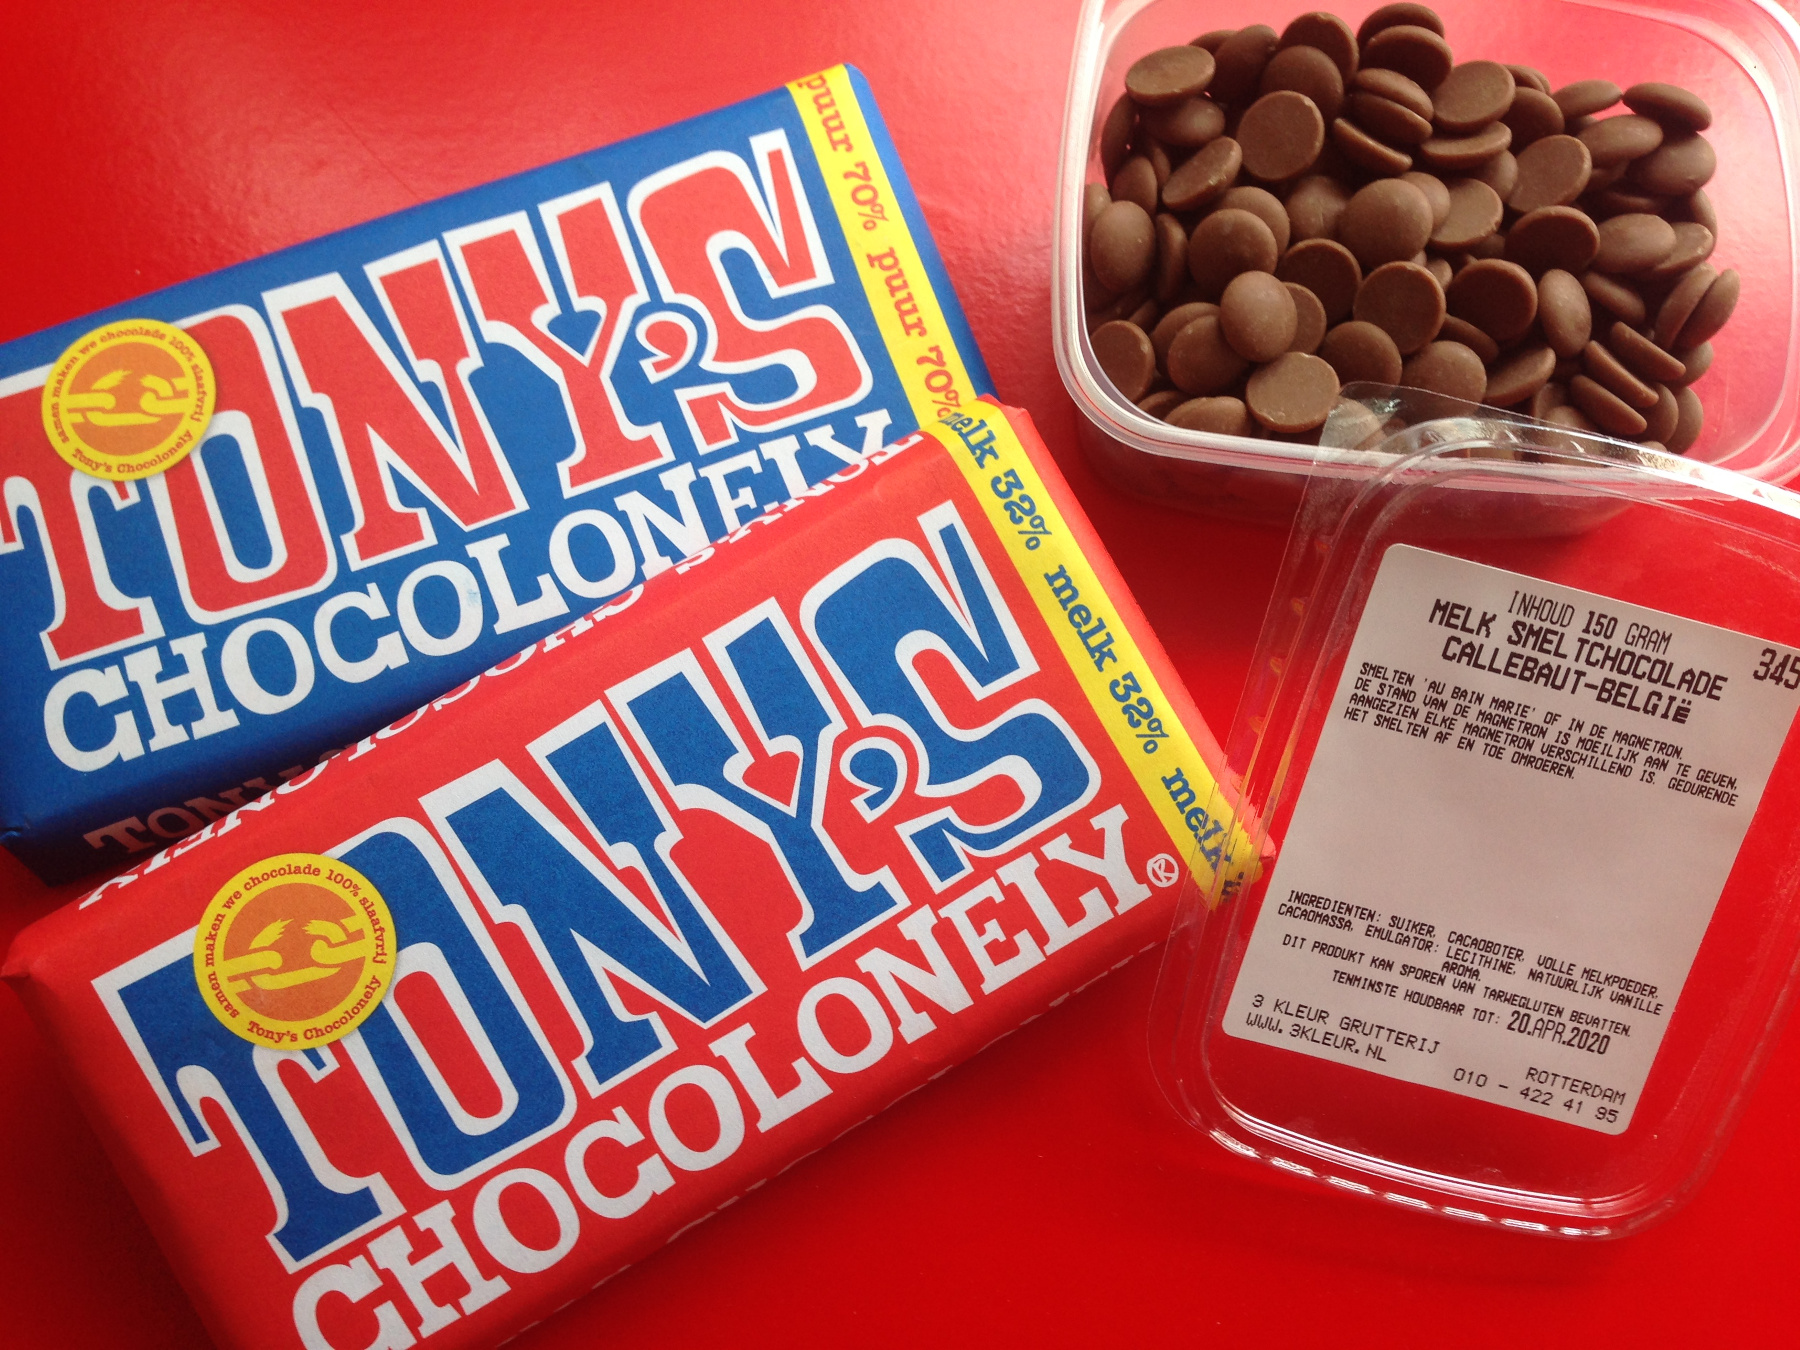 puur 70% puur 70%
TONY'S
CHOCOLONELY
samen maken we chocolade 100% slaafvrij
Tony's Chocolonely
melk 32% melk 32% melk
TONY'S
CHOCOLONELY®
samen maken we chocolade 100% slaafvrij
Tony's Chocolonely
INHOUD 150 GRAM
MELK SMELTCHOCOLADE 345
CALLEBAUT-BELGIË
SMELTEN 'AU BAIN MARIE' OF IN DE MAGNETRON.
DE STAND VAN DE MAGNETRON IS MOEILIJK AAN TE GEVEN,
AANGEZIEN ELKE MAGNETRON VERSCHILLEND IS. GEDURENDE
HET SMELTEN AF EN TOE OMROEREN.
INGREDIENTEN: SUIKER, CACAOBOTER, VOLLE MELKPOEDER,
CACAOMASSA, EMULGATOR: LECITHINE, NATUURLIJK VANILLE
AROMA.
DIT PRODUKT KAN SPOREN VAN TARWEGLUTEN BEVATTEN.
TENMINSTE HOUDBAAR TOT: 20.APR.2020
3 KLEUR GRUTTERIJ ROTTERDAM
WWW.3KLEUR.NL 010 - 422 41 95